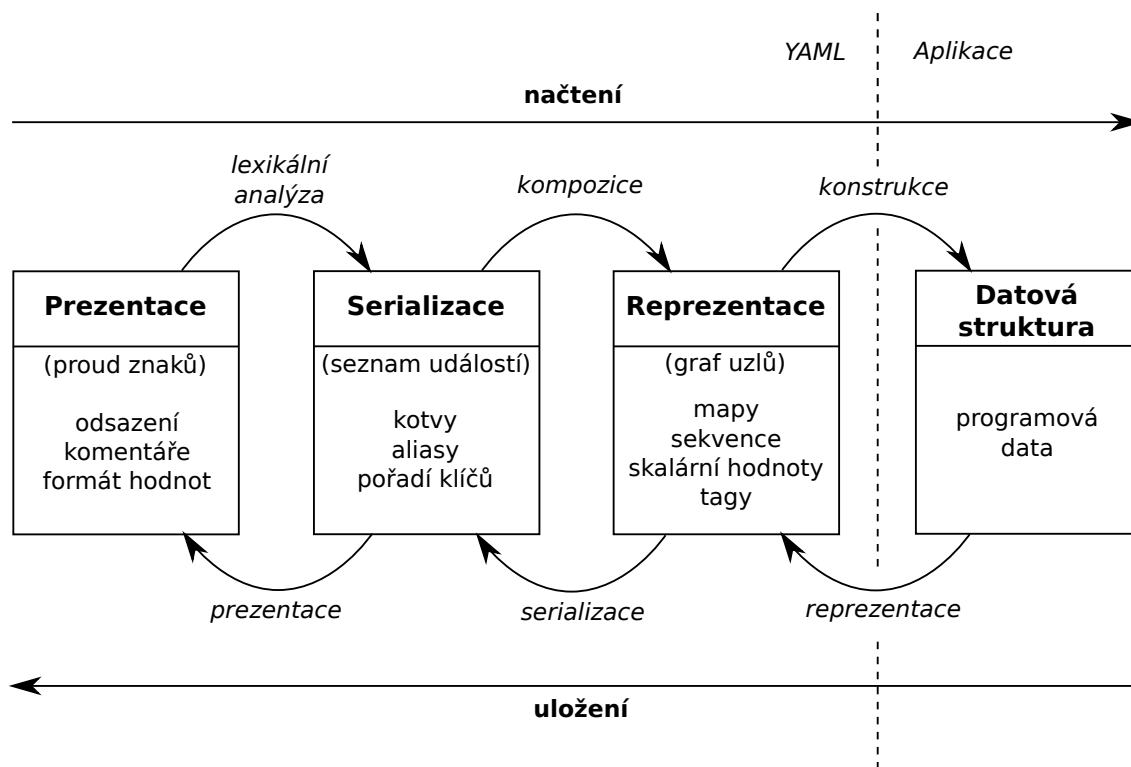 YAML
Aplikace
načtení
lexikální
analýza
kompozice
konstrukce
Prezentace
(proud znaků)
odsazení
komentáře
formát hodnot
Serializace
(seznam událostí)
kotvy
aliasy
pořadí klíčů
Reprezentace
(graf uzlů)
mapy
sekvence
skalární hodnoty
tagy
Datová
struktura
programová
data
prezentace
serializace
reprezentace
uložení